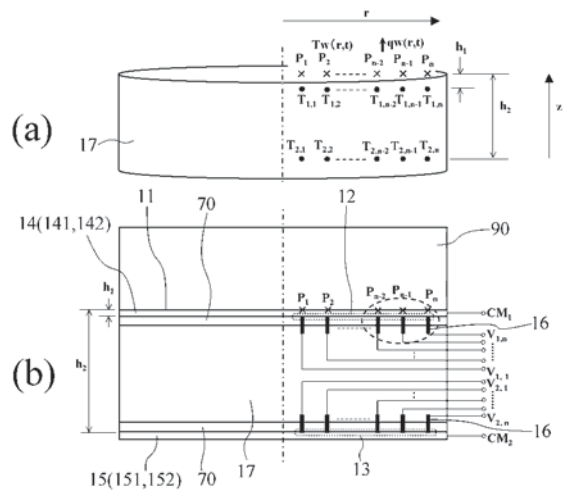 r
Tw(r,t) qw(r,t)
P1 P2 Pn-2 Pn-1 Pn
h1
T1,1 T1,2 T1,n-2 T1,n-1 T1,n
h2
z
(a)
17
T2,1 T2,2 T2,n-2 T2,n-1 T2,n
14(141,142) 11 70 12 90
h1
P1 P2 Pn-2 Pn-1 Pn
CM1
16
V1,n
h2
(b)
V1,1
V2,1
16
V2,n
CM2
15(151,152) 70 17 13